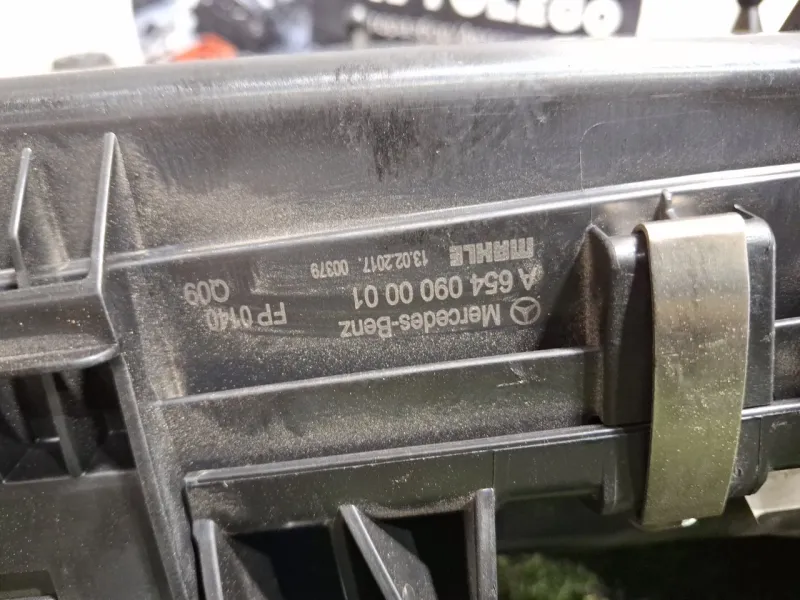 Mercedes-Benz
A 654 090 00 01
MAHLE
13.02.2017. 00379
FP 0140
Q09